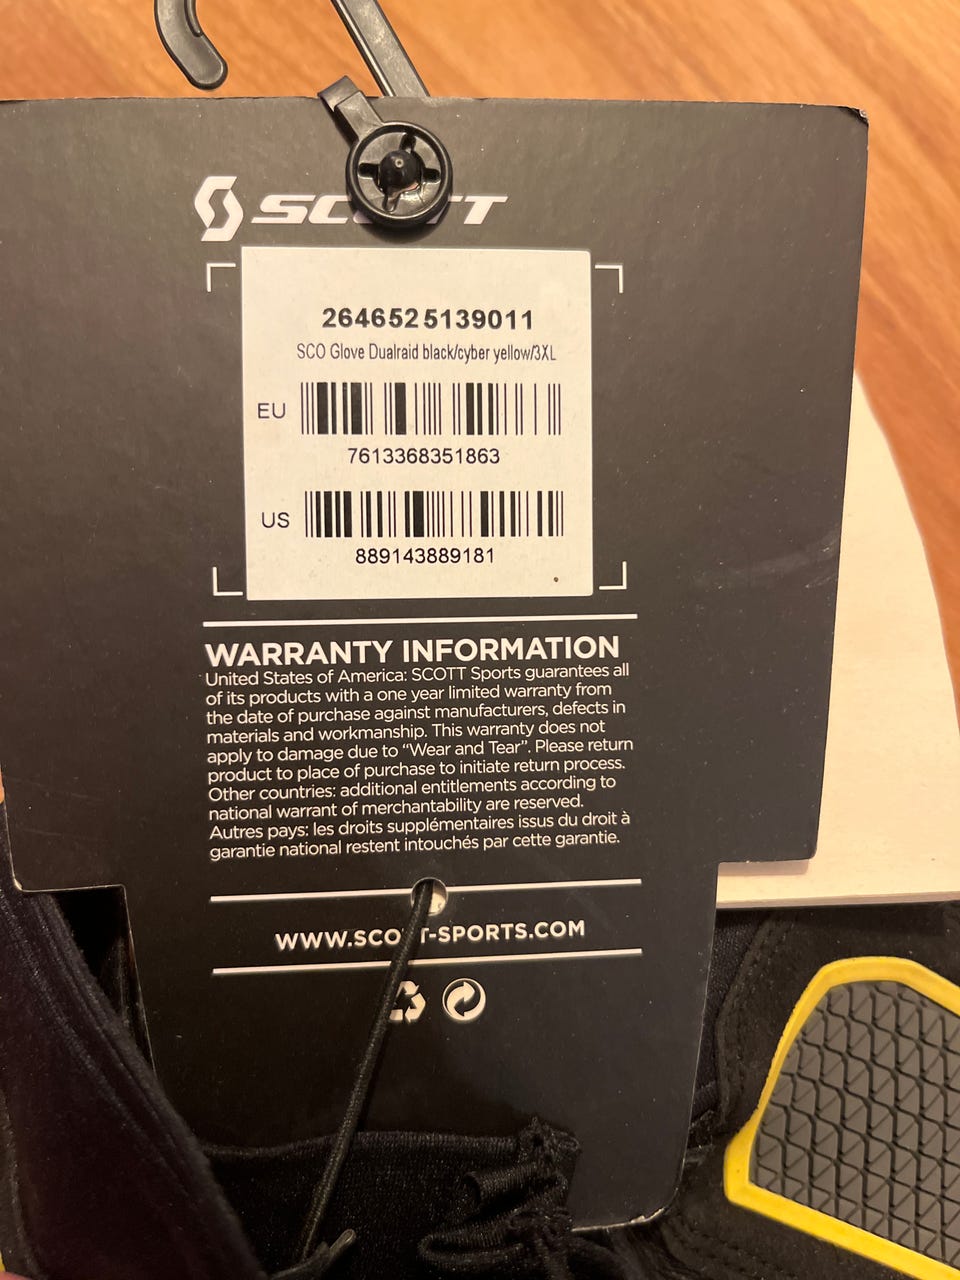 2646525139011
SCO Glove Dualraid black/cyber yellow/3XL
EU
7613368351863
US
889143889181
WARRANTY INFORMATION
United States of America: SCOTT Sports guarantees all
of its products with a one year limited warranty from
the date of purchase against manufacturers, defects in
materials and workmanship. This warranty does not
apply to damage due to “Wear and Tear”. Please return
product to place of purchase to initiate return process.
Other countries: additional entitlements according to
national warrant of merchantability are reserved.
Autres pays: les droits supplémentaires issus du droit à
garantie national restent intouchés par cette garantie.
WWW.SCOTT-SPORTS.COM